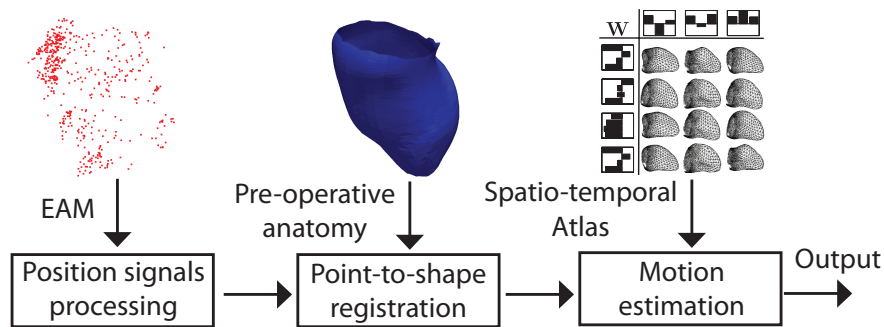 W
EAM
Pre-operative
anatomy
Spatio-temporal
Atlas
Position signals
processing
Point-to-shape
registration
Motion
estimation
Output